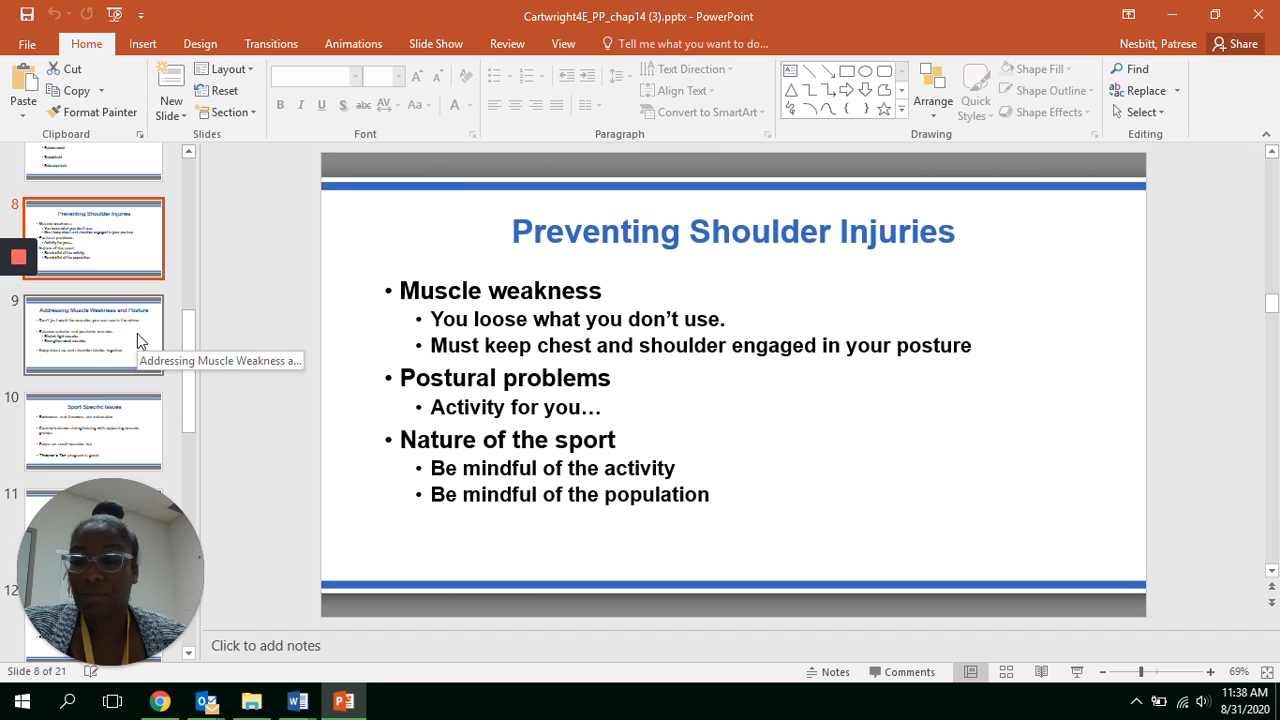 Cartwright4E_PP_chap14 (3).pptx - PowerPoint
File Home Insert Design Transitions Animations Slide Show Review View Tell me what you want to do... Nesbitt, Patrese Share
Paste
Cut
Copy
Format Painter
Clipboard
New Slide
Layout
Reset
Section
Slides
B I U S abc AV Aa A
Font
Text Direction
Align Text
Convert to SmartArt
Paragraph
Arrange
Quick Styles
Shape Fill
Shape Outline
Shape Effects
Drawing
Find
Replace
Select
Editing
8
Preventing Shoulder Injuries
9
Addressing Muscle Weakness and Posture
Addressing Muscle Weakness a...
10
Sport Specific Issues
11
12
Preventing Shoulder Injuries
• Muscle weakness
• You loose what you don’t use.
• Must keep chest and shoulder engaged in your posture
• Postural problems
• Activity for you…
• Nature of the sport
• Be mindful of the activity
• Be mindful of the population
Click to add notes
Slide 8 of 21
Notes
Comments
69%
11:38 AM
8/31/2020